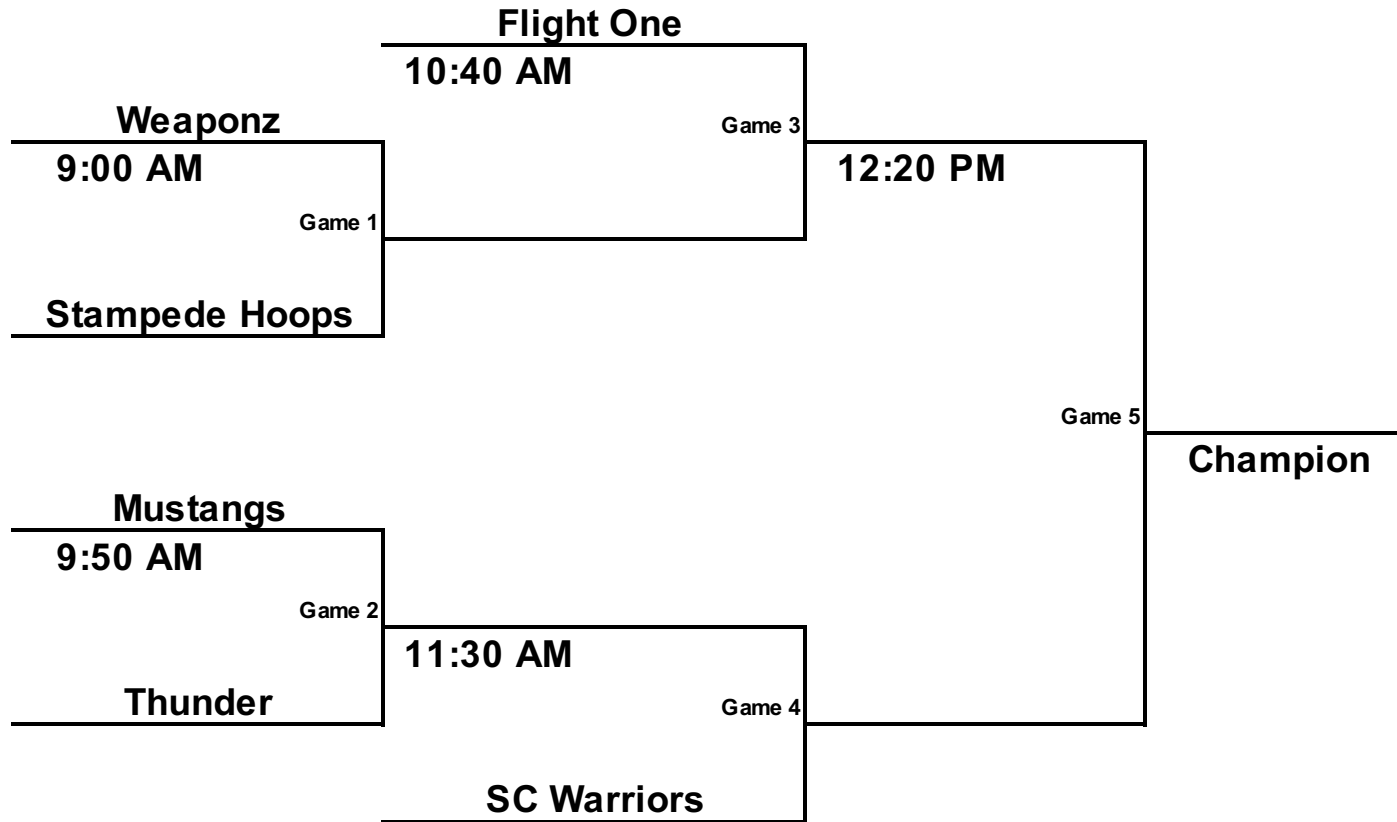 Flight One
10:40 AM
Weaponz
Game 3
9:00 AM
12:20 PM
Game 1
Stampede Hoops
Game 5
Champion
Mustangs
9:50 AM
Game 2
11:30 AM
Thunder
Game 4
SC Warriors